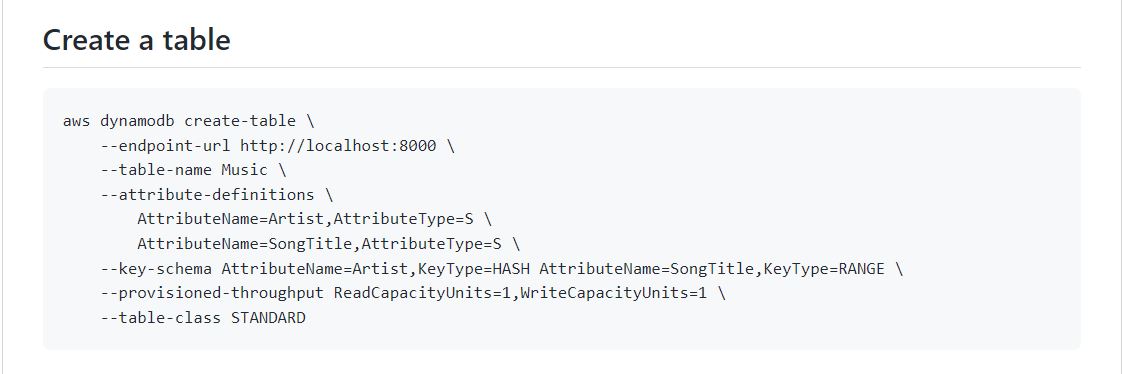 Create a table
aws dynamodb create-table \
    --endpoint-url http://localhost:8000 \
    --table-name Music \
    --attribute-definitions \
        AttributeName=Artist,AttributeType=S \
        AttributeName=SongTitle,AttributeType=S \
    --key-schema AttributeName=Artist,KeyType=HASH AttributeName=SongTitle,KeyType=RANGE \
    --provisioned-throughput ReadCapacityUnits=1,WriteCapacityUnits=1 \
    --table-class STANDARD